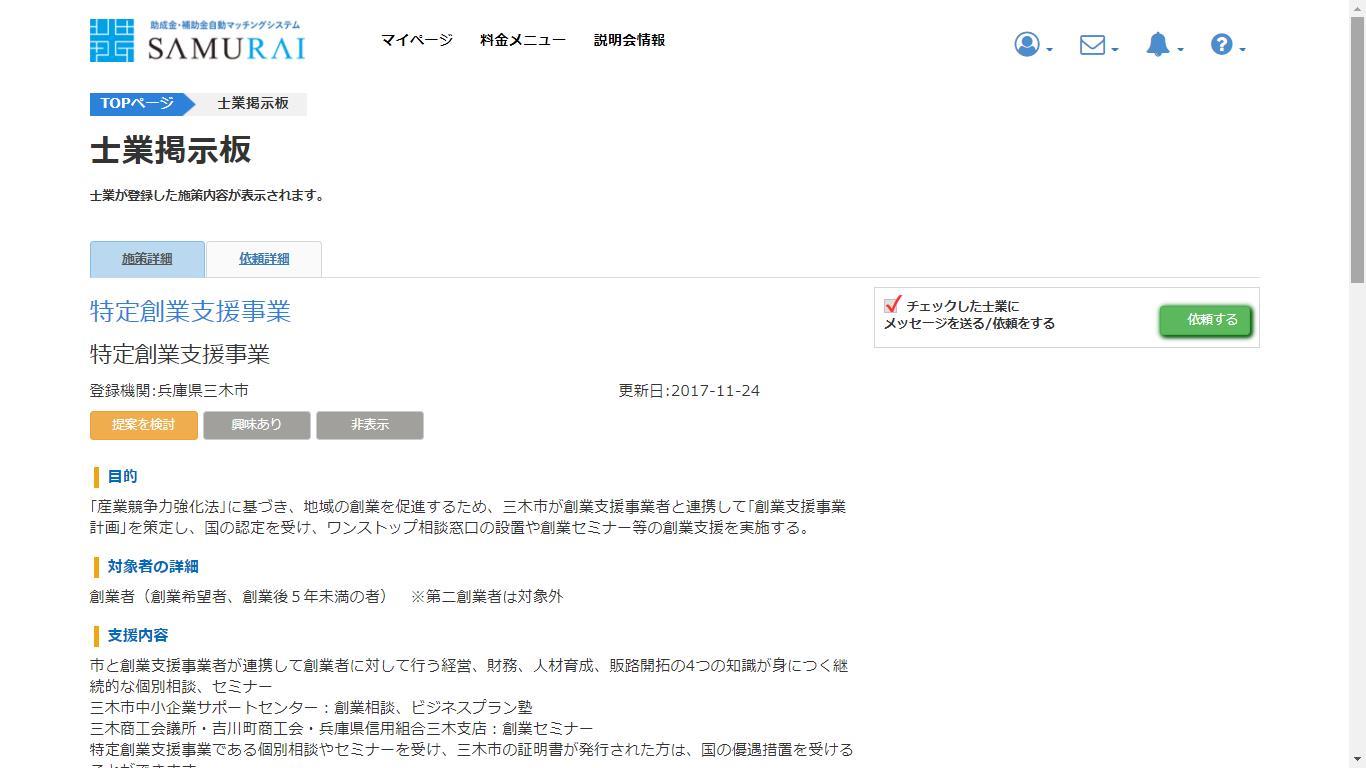 助成金・補助金自動マッチングシステム
SAMURAI
マイページ 料金メニュー 説明会情報
TOPページ 士業掲示板
士業掲示板
士業が登録した施策内容が表示されます。
施策詳細 依頼詳細
特定創業支援事業
チェックした士業に
メッセージを送る/依頼をする
依頼する
特定創業支援事業
登録機関:兵庫県三木市 更新日:2017-11-24
提案を検討 興味あり 非表示
目的
「産業競争力強化法」に基づき、地域の創業を促進するため、三木市が創業支援事業者と連携して「創業支援事業
計画」を策定し、国の認定を受け、ワンストップ相談窓口の設置や創業セミナー等の創業支援を実施する。
対象者の詳細
創業者（創業希望者、創業後５年未満の者）　※第二創業者は対象外
支援内容
市と創業支援事業者が連携して創業者に対して行う経営、財務、人材育成、販路開拓の4つの知識が身につく継
続的な個別相談、セミナー
三木市中小企業サポートセンター：創業相談、ビジネスプラン塾
三木商工会議所・吉川町商工会・兵庫県信用組合三木支店：創業セミナー
特定創業支援事業である個別相談やセミナーを受け、三木市の証明書が発行された方は、国の優遇措置を受ける